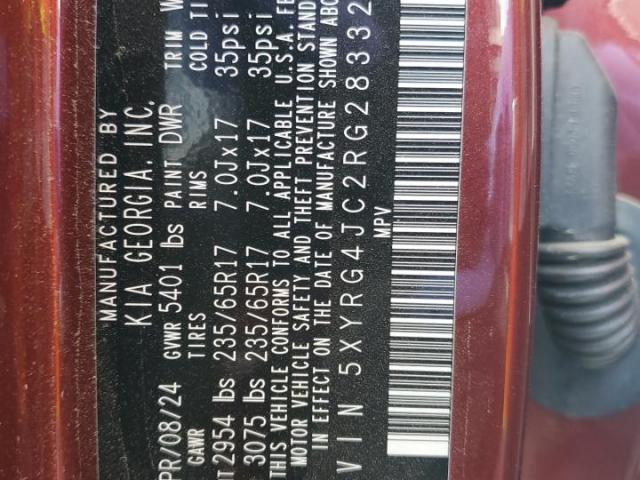 MANUFACTURED BY
KIA GEORGIA, INC.
PR/08/24 GVWR 5401 lbs PAINT DWR TRIM W
GAWR TIRES RIMS COLD TI
T 2954 lbs 235/65R17 7.0Jx17 35psi
3075 lbs 235/65R17 7.0Jx17 35psi
THIS VEHICLE CONFORMS TO ALL APPLICABLE U.S.A. FE
MOTOR VEHICLE SAFETY AND THEFT PREVENTION STAND
IN EFFECT ON THE DATE OF MANUFACTURE SHOWN ABO
VIN 5XYRG4JC2RG28332
MPV